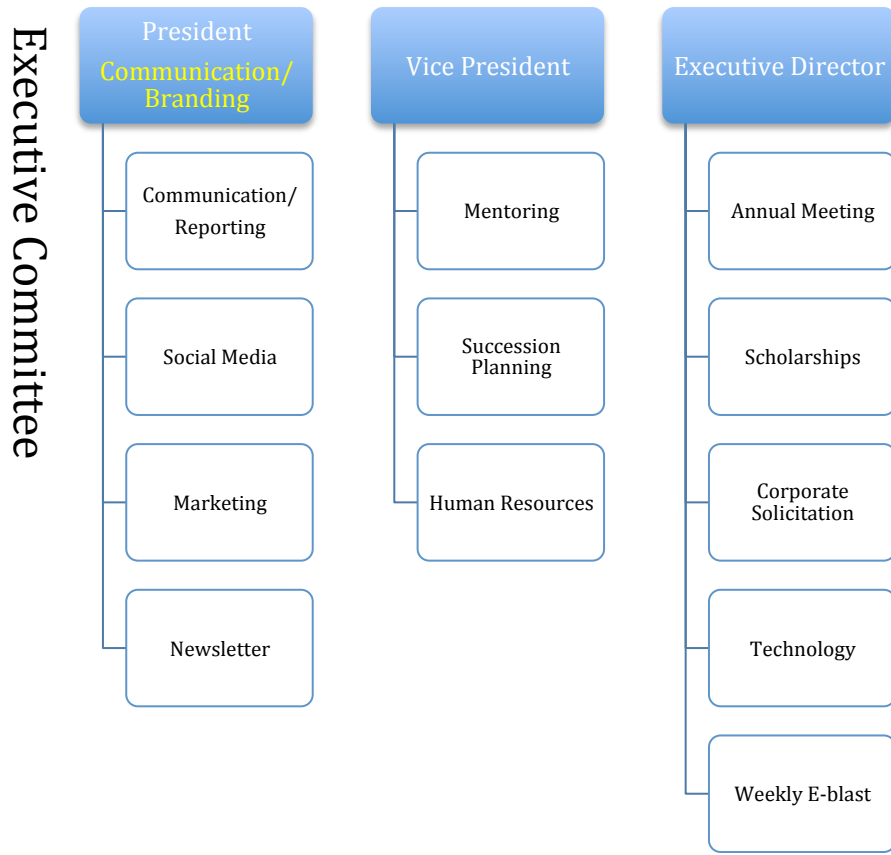 Executive Committee
President
Communication/
Branding
Communication/
Reporting
Social Media
Marketing
Newsletter
Vice President
Mentoring
Succession
Planning
Human Resources
Executive Director
Annual Meeting
Scholarships
Corporate
Solicitation
Technology
Weekly E-blast